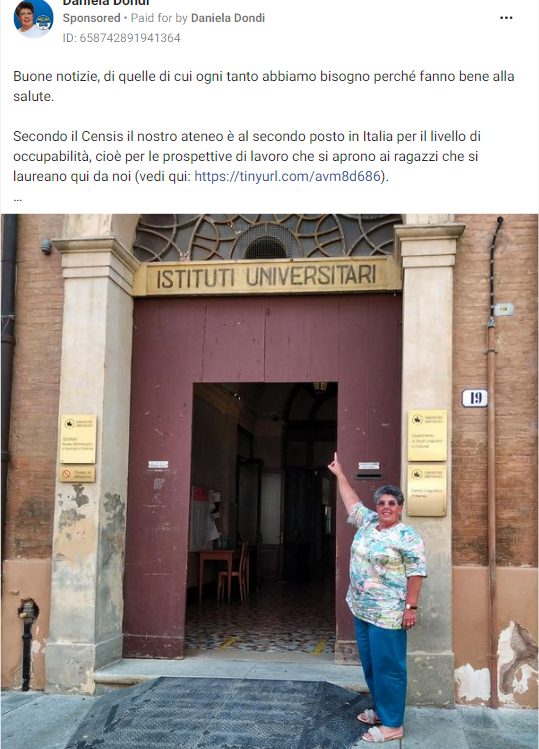 Daniela Dondi
Sponsored • Paid for by Daniela Dondi
ID: 658742891941364
Buone notizie, di quelle di cui ogni tanto abbiamo bisogno perché fanno bene alla
salute.
Secondo il Censis il nostro ateneo è al secondo posto in Italia per il livello di
occupabilità, cioè per le prospettive di lavoro che si aprono ai ragazzi che si
laureano qui da noi (vedi qui: https://tinyurl.com/avm8d686).
...
ISTITUTI UNIVERSITARI
19